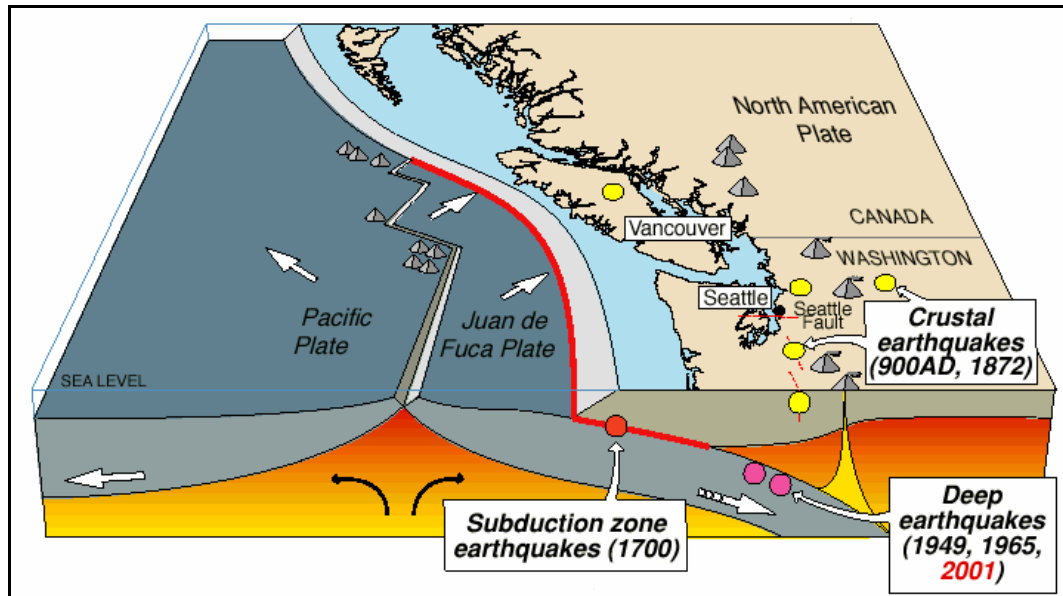 North American
Plate
CANADA
Vancouver
WASHINGTON
Seattle
Seattle
Fault
Pacific
Plate
Juan de
Fuca Plate
Crustal
earthquakes
(900AD, 1872)
SEA LEVEL
Subduction zone
earthquakes (1700)
Deep
earthquakes
(1949, 1965,
2001)